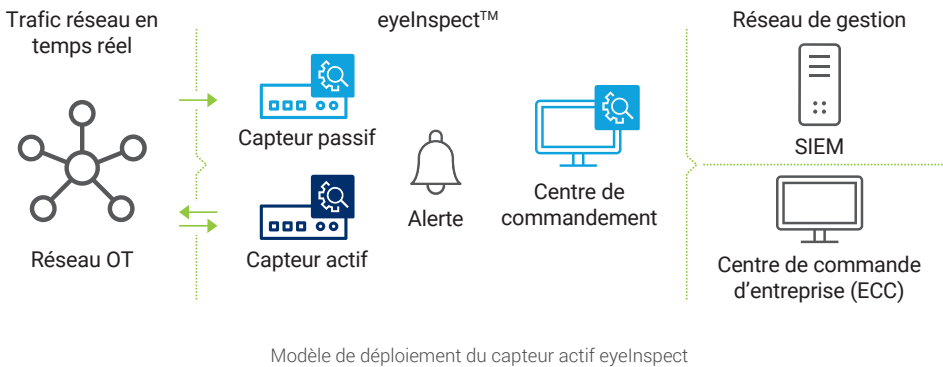 Trafic réseau en
temps réel
Réseau OT
eyeInspect™
Capteur passif
Capteur actif
Alerte
Centre de
commandement
Réseau de gestion
SIEM
Centre de commande
d’entreprise (ECC)
Modèle de déploiement du capteur actif eyeInspect